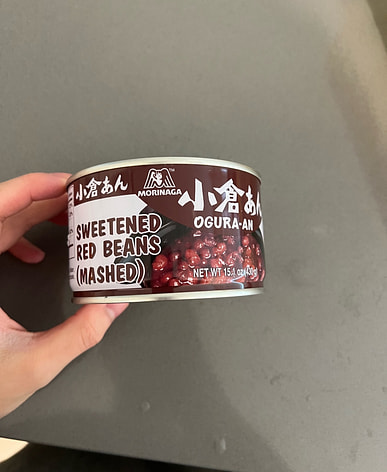 小倉あん
SWEETENED
RED BEANS
(MASHED)
MORINAGA
TM
小倉あん
OGURA-AN
NET WT 15.1 oz (430g)